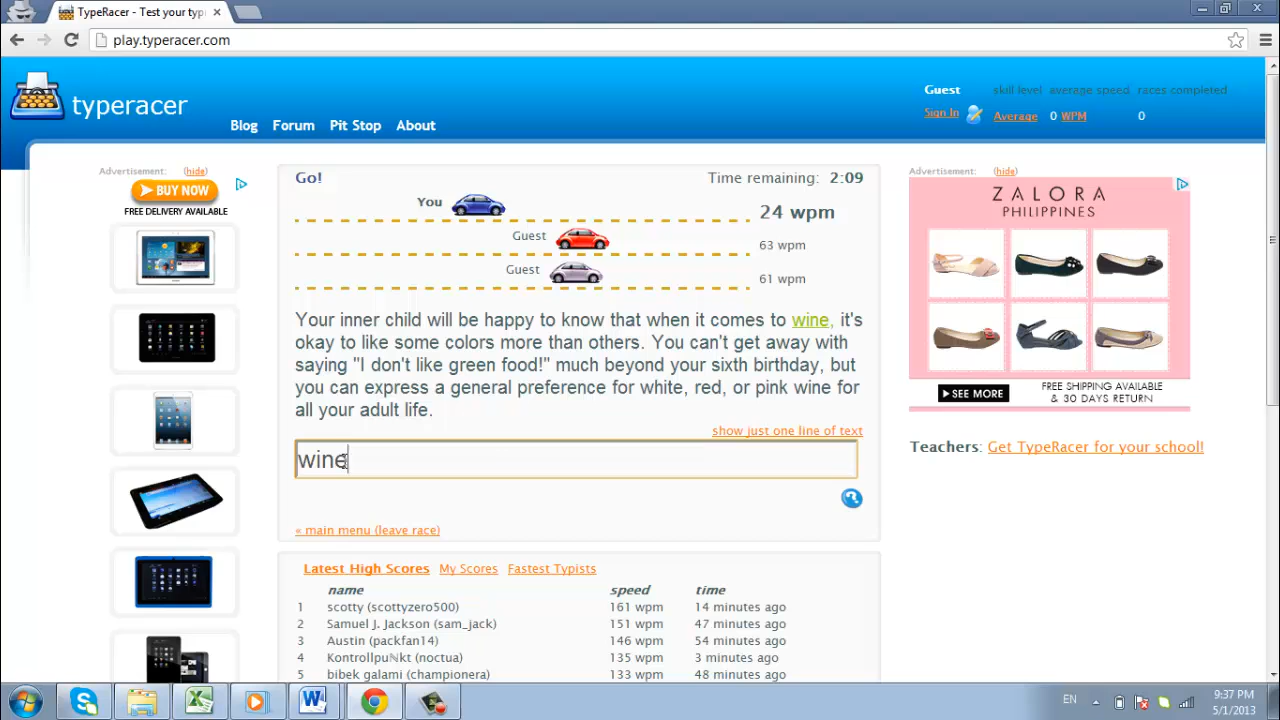 TypeRacer - Test your typ
play.typeracer.com
typeracer
Blog Forum Pit Stop About
Guest skill level average speed races completed
Sign In Average 0 WPM 0
Advertisement: (hide)
BUY NOW
FREE DELIVERY AVAILABLE
Go! Time remaining: 2:09
You 24 wpm
Guest 63 wpm
Guest 61 wpm
Your inner child will be happy to know that when it comes to wine, it's
okay to like some colors more than others. You can't get away with
saying "I don't like green food!" much beyond your sixth birthday, but
you can express a general preference for white, red, or pink wine for
all your adult life.
show just one line of text
wine
« main menu (leave race)
Latest High Scores My Scores Fastest Typists
name speed time
1 scotty (scottyzero500) 161 wpm 14 minutes ago
2 Samuel J. Jackson (sam_jack) 151 wpm 47 minutes ago
3 Austin (packfan14) 146 wpm 54 minutes ago
4 Kontrollpuℕkt (noctua) 135 wpm 3 minutes ago
5 bibek galami (championera) 133 wpm 48 minutes ago
Advertisement: (hide)
ZALORA
PHILIPPINES
SEE MORE
FREE SHIPPING AVAILABLE
& 30 DAYS RETURN
Teachers: Get TypeRacer for your school!
EN
9:37 PM
5/1/2013